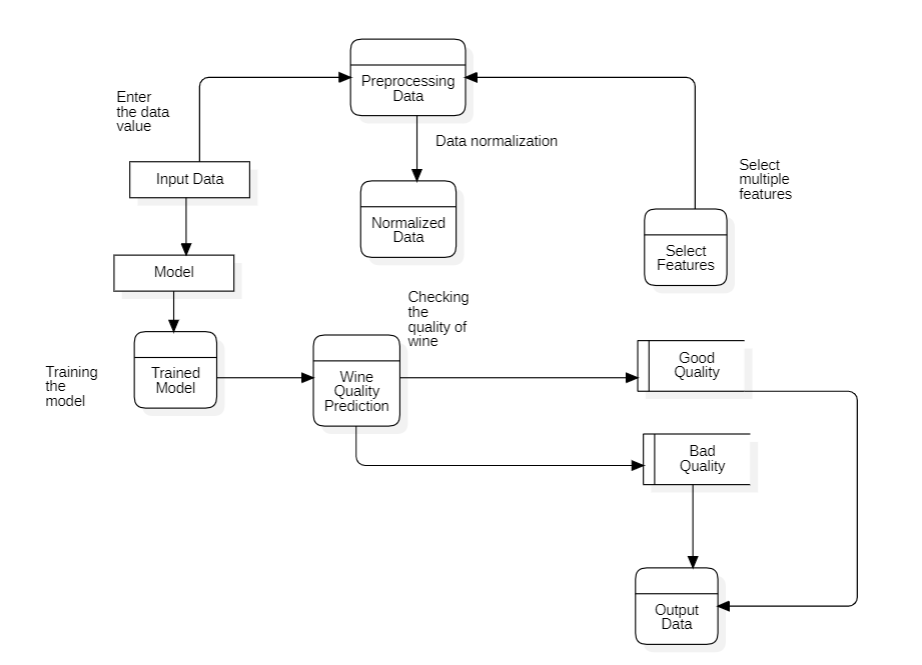 Preprocessing
Data
Enter
the data
value
Data normalization
Input Data
Select
multiple
features
Normalized
Data
Select
Features
Model
Checking
the
quality of
wine
Training
the
model
Trained
Model
Wine
Quality
Prediction
Good
Quality
Bad
Quality
Output
Data